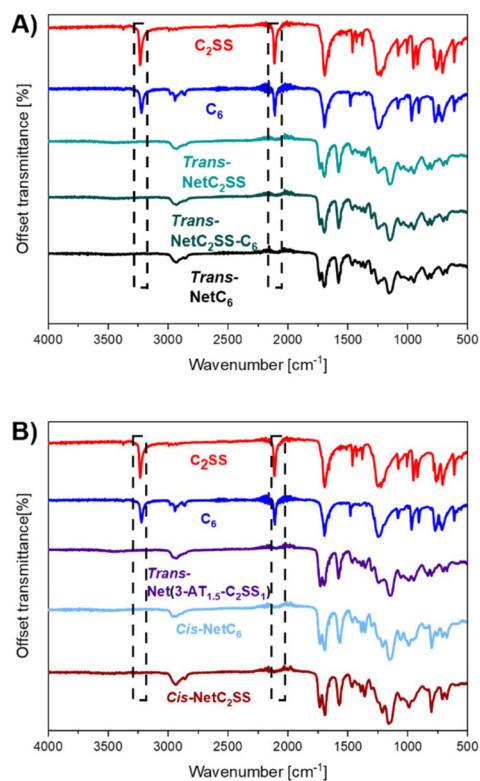 A)
C₂SS
C₆
Trans-
NetC₂SS
Trans-
NetC₂SS-C₆
Trans-
NetC₆
Offset transmittance [%]
4000 3500 3000 2500 2000 1500 1000 500
Wavenumber [cm⁻¹]
B)
C₂SS
C₆
Trans-
Net(3-AT₁.₅-C₂SS₁)
Cis-NetC₆
Cis-NetC₂SS
Offset transmittance[%]
4000 3500 3000 2500 2000 1500 1000 500
Wavenumber [cm⁻¹]